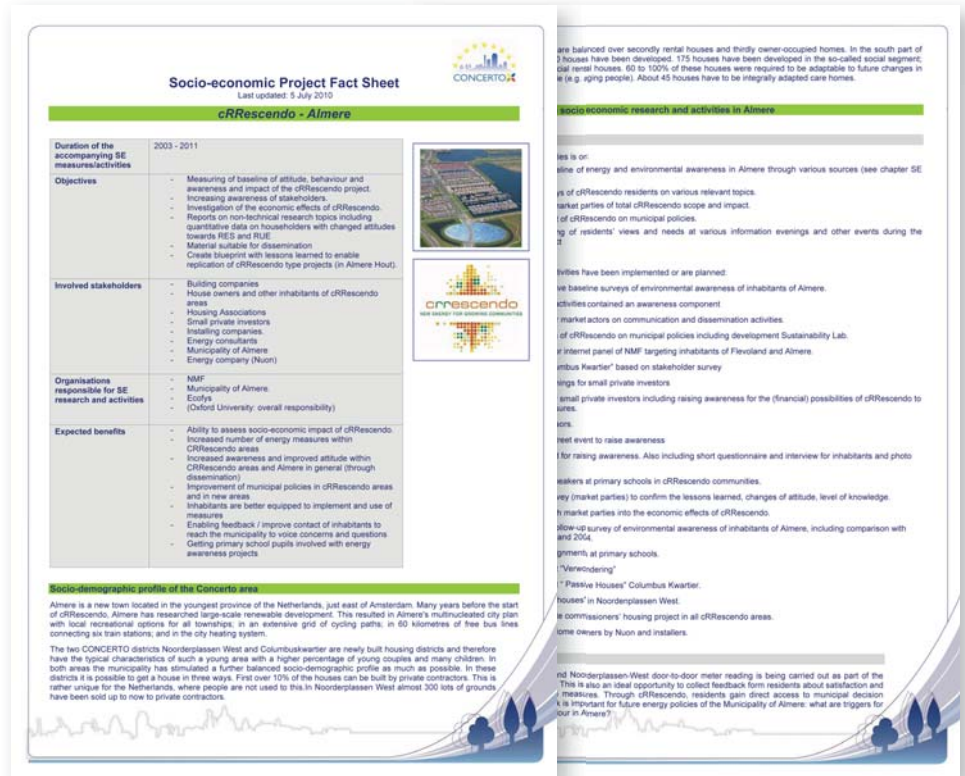 CONCERTO
Socio-economic Project Fact Sheet
Last updated: 5 July 2010
cRRescendo - Almere
Duration of the
accompanying SE
measures/activities
2003 - 2011
Objectives
- Measuring of baseline of attitude, behaviour and
awareness and impact of the cRRescendo project.
- Increasing awareness of stakeholders.
- Investigation of the economic effects of cRRescendo.
- Reports on non-technical research topics including
quantitative data on householders with changed attitudes
towards RES and RUE
- Material suitable for dissemination
- Create blueprint with lessons learned to enable
replication of cRRescendo type projects (in Almere Hout).
Involved stakeholders
- Building companies
- House owners and other inhabitants of cRRescendo
areas
- Housing Associations
- Small private investors
- Installing companies.
- Energy consultants
- Municipality of Almere
- Energy company (Nuon)
Organisations
responsible for SE
research and activities
- NMF
- Municipality of Almere.
- Ecofys
- (Oxford University: overall responsibility)
Expected benefits
- Ability to assess socio-economic impact of cRRescendo.
- Increased number of energy measures within
CRRescendo areas
- Increased awareness and improved attitude within
CRRescendo areas and Almere in general (through
dissemination)
- Improvement of municipal policies in cRRescendo areas
and in new areas
- Inhabitants are better equipped to implement and use of
measures
- Enabling feedback / improve contact of inhabitants to
reach the municipality to voice concerns and questions
- Getting primary school pupils involved with energy
awareness projects
crrescendo
NEW ENERGY FOR GROWING COMMUNITIES
Socio-demographic profile of the Concerto area
Almere is a new town located in the youngest province of the Netherlands, just east of Amsterdam. Many years before the start
of cRRescendo, Almere has researched large-scale renewable development. This resulted in Almere's multinucleated city plan
with local recreational options for all townships; in an extensive grid of cycling paths; in 60 kilometres of free bus lines
connecting six train stations; and in the city heating system.
The two CONCERTO districts Noorderplassen West and Columbuskwartier are newly built housing districts and therefore
have the typical characteristics of such a young area with a higher percentage of young couples and many children. In
both areas the municipality has stimulated a further balanced socio-demographic profile as much as possible. In these
districts it is possible to get a house in three ways. First over 10% of the houses can be built by private contractors. This is
rather unique for the Netherlands, where people are not used to this.In Noorderplassen West almost 300 lots of grounds
have been sold up to now to private contractors.
are balanced over secondly rental houses and thirdly owner-occupied homes. In the south part of
houses have been developed. 175 houses have been developed in the so-called social segment;
cial rental houses. 60 to 100% of these houses were required to be adaptable to future changes in
(e.g. aging people). About 45 houses have to be integrally adapted care homes.
socio economic research and activities in Almere
ies is on:
line of energy and environmental awareness in Almere through various sources (see chapter SE
ys of cRRescendo residents on various relevant topics.
market parties of total cRRescendo scope and impact.
of cRRescendo on municipal policies.
ng of residents' views and needs at various information evenings and other events during the
ct
tivities have been implemented or are planned:
ve baseline surveys of environmental awareness of inhabitants of Almere.
activities contained an awareness component
market actors on communication and dissemination activities.
of cRRescendo on municipal policies including development Sustainability Lab.
r internet panel of NMF targeting inhabitants of Flevoland and Almere.
mbus Kwartier" based on stakeholder survey
nings for small private investors
small private investors including raising awareness for the (financial) possibilities of cRRescendo to
ures.
ors.
reet event to raise awareness
for raising awareness. Also including short questionnaire and interview for inhabitants and photo
eakers at primary schools in cRRescendo communities.
vey (market parties) to confirm the lessons learned, changes of attitude, level of knowledge.
h market parties into the economic effects of cRRescendo.
ollow-up survey of environmental awareness of inhabitants of Almere, including comparison with
and 2004.
gnments at primary schools.
"Verwondering"
" Passive Houses" Columbus Kwartier.
houses" in Noorderplassen West.
e commissioners' housing project in all cRRescendo areas.
ome owners by Nuon and installers.
nd Noorderplassen-West door-to-door meter reading is being carried out as part of the
This is also an ideal opportunity to collect feedback form residents about satisfaction and
measures. Through cRRescendo, residents gain direct access to municipal decision
k is important for future energy policies of the Municipality of Almere: what are triggers for
our in Almere?